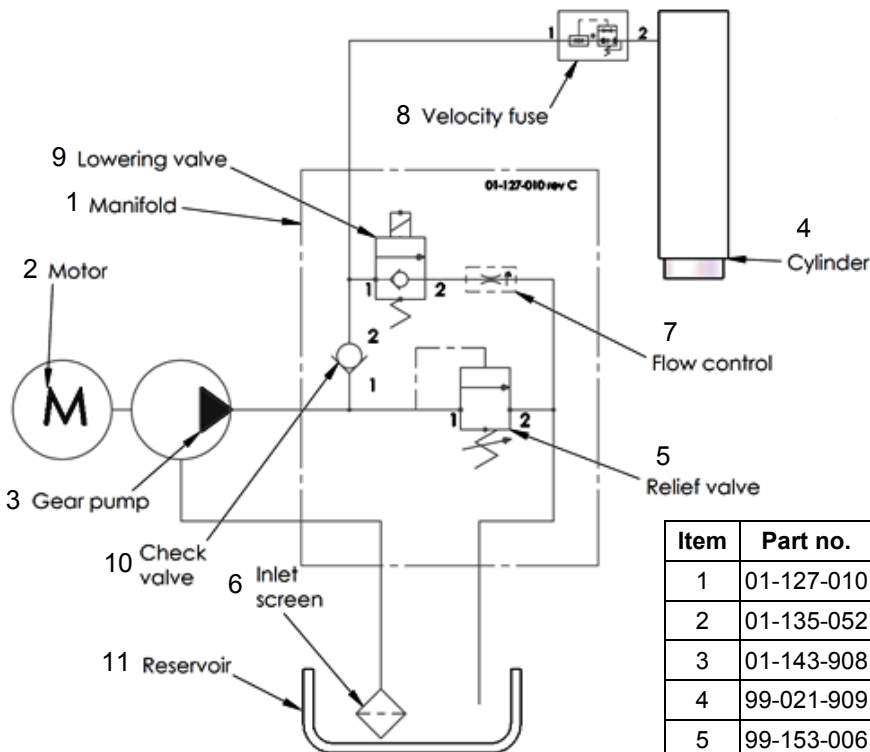 1 2
8 Velocity fuse
9 Lowering valve
01-127-010 rev C
1 Manifold
4
Cylinder
2 Motor
1 2
7
Flow control
2
1
M
1 2
5
Relief valve
3 Gear pump
10 Check
valve
6 Inlet
screen
11 Reservoir
Item Part no.
1 01-127-010
2 01-135-052
3 01-143-908
4 99-021-909
5 99-153-006